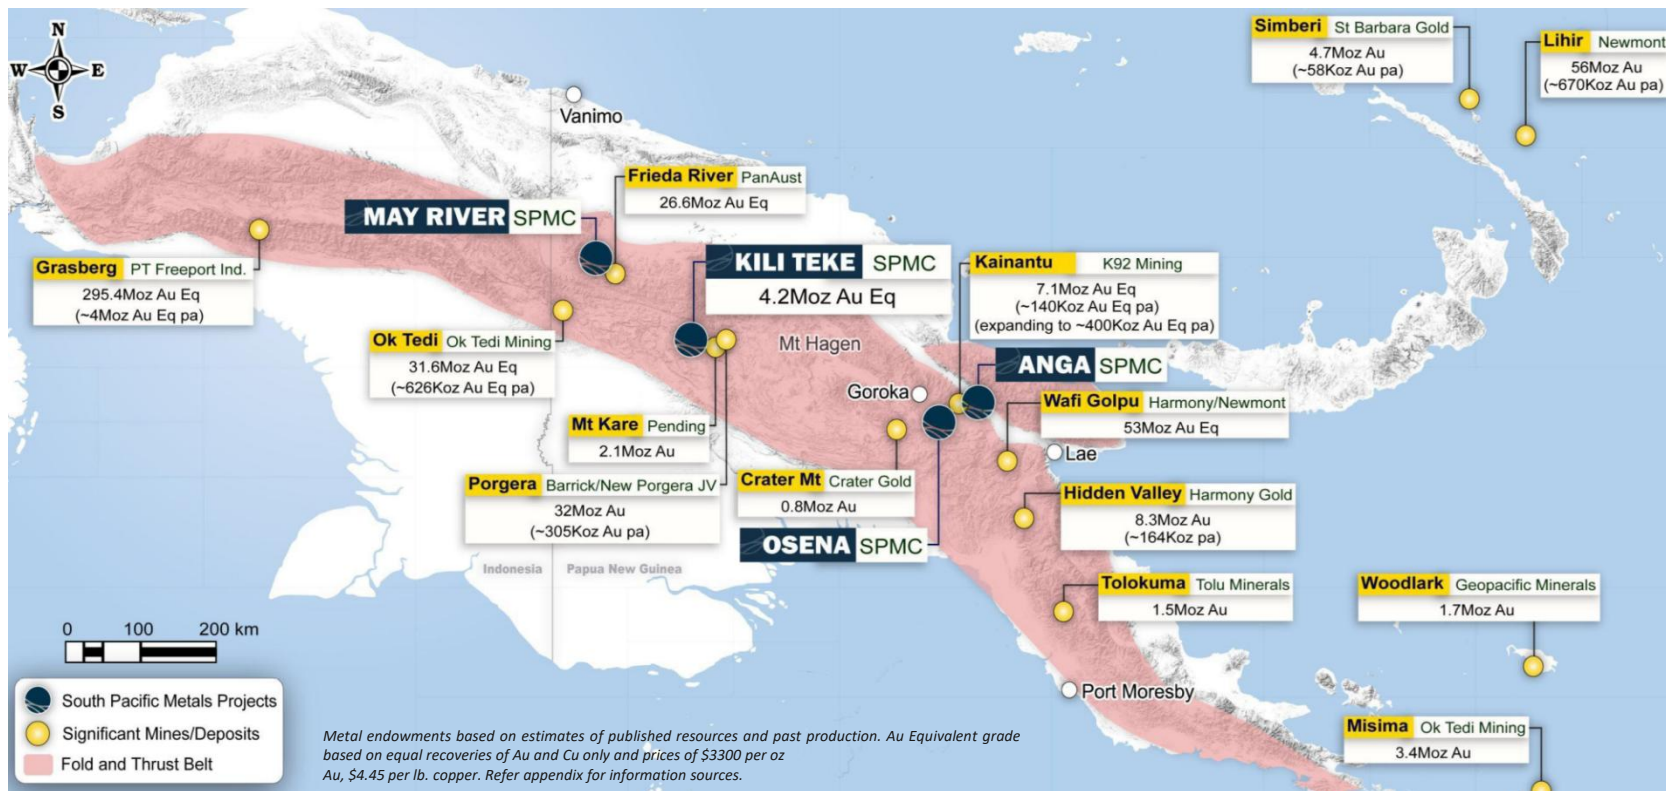 N
W E
S
Vanimo
Simberi St Barbara Gold
4.7Moz Au
(~58Koz Au pa)
Lihir Newmont
56Moz Au
(~670Koz Au pa)
Frieda River PanAust
26.6Moz Au Eq
MAY RIVER SPMC
Grasberg PT Freeport Ind.
295.4Moz Au Eq
(~4Moz Au Eq pa)
KILI TEKE SPMC
4.2Moz Au Eq
Kainantu K92 Mining
7.1Moz Au Eq
(~140Koz Au Eq pa)
(expanding to ~400Koz Au Eq pa)
Ok Tedi Ok Tedi Mining
31.6Moz Au Eq
(~626Koz Au Eq pa)
Mt Hagen
ANGA SPMC
Goroka
Wafi Golpu Harmony/Newmont
53Moz Au Eq
Mt Kare Pending
2.1Moz Au
Lae
Porgera Barrick/New Porgera JV
32Moz Au
(~305Koz Au pa)
Crater Mt Crater Gold
0.8Moz Au
Hidden Valley Harmony Gold
8.3Moz Au
(~164Koz pa)
OSENA SPMC
Indonesia Papua New Guinea
Tolokuma Tolu Minerals
1.5Moz Au
Woodlark Geopacific Minerals
1.7Moz Au
0 100 200 km
Port Moresby
South Pacific Metals Projects
Significant Mines/Deposits
Fold and Thrust Belt
Misima Ok Tedi Mining
3.4Moz Au
Metal endowments based on estimates of published resources and past production. Au Equivalent grade
based on equal recoveries of Au and Cu only and prices of $3300 per oz
Au, $4.45 per lb. copper. Refer appendix for information sources.